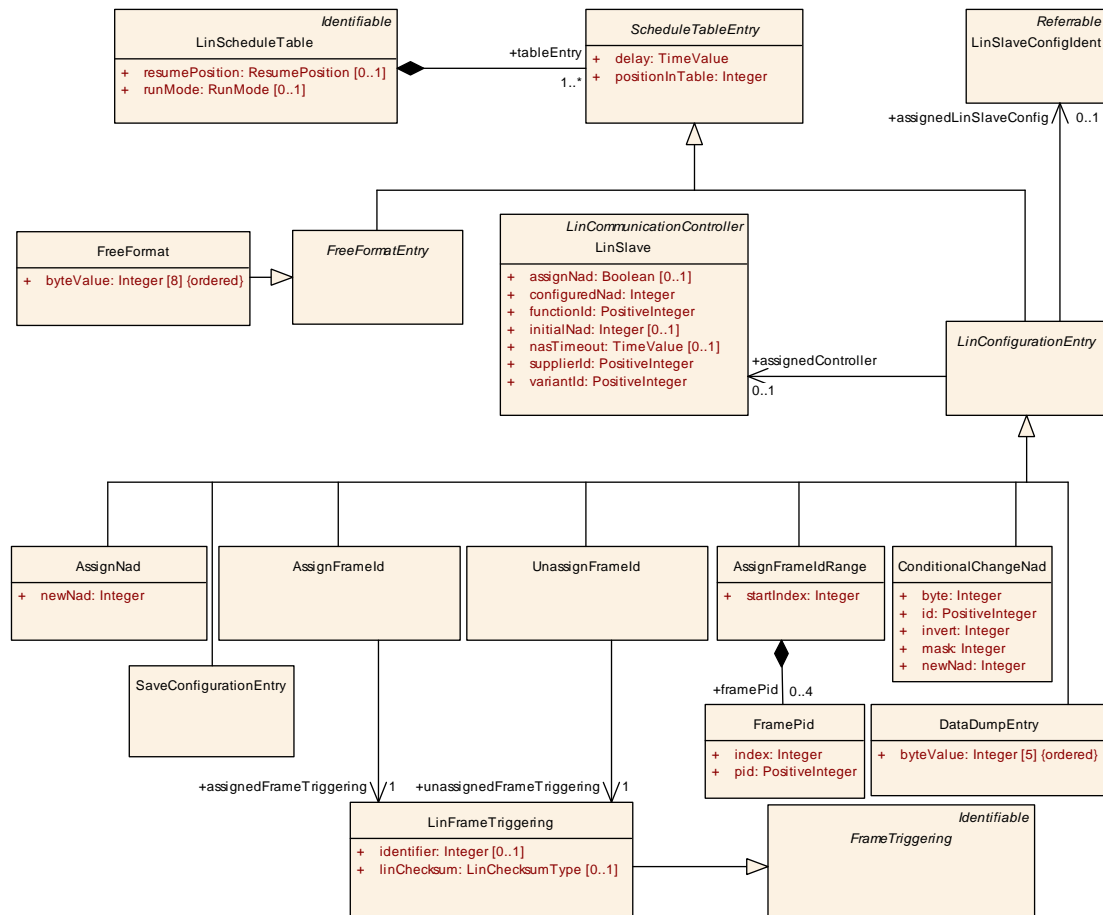 Identifiable
LinScheduleTable
+ resumePosition: ResumePosition [0..1]
+ runMode: RunMode [0..1]
+tableEntry
1..*
ScheduleTableEntry
+ delay: TimeValue
+ positionInTable: Integer
Referrable
LinSlaveConfigIdent
+assignedLinSlaveConfig
0..1
FreeFormat
+ byteValue: Integer [8] {ordered}
FreeFormatEntry
LinCommunicationController
LinSlave
+ assignNad: Boolean [0..1]
+ configuredNad: Integer
+ functionId: PositiveInteger
+ initialNad: Integer [0..1]
+ nasTimeout: TimeValue [0..1]
+ supplierId: PositiveInteger
+ variantId: PositiveInteger
+assignedController
0..1
LinConfigurationEntry
AssignNad
+ newNad: Integer
AssignFrameId
UnassignFrameId
AssignFrameIdRange
+ startIndex: Integer
ConditionalChangeNad
+ byte: Integer
+ id: PositiveInteger
+ invert: Integer
+ mask: Integer
+ newNad: Integer
SaveConfigurationEntry
+framePid
0..4
FramePid
+ index: Integer
+ pid: PositiveInteger
DataDumpEntry
+ byteValue: Integer [5] {ordered}
+assignedFrameTriggering
1
+unassignedFrameTriggering
1
LinFrameTriggering
+ identifier: Integer [0..1]
+ linChecksum: LinChecksumType [0..1]
Identifiable
FrameTriggering